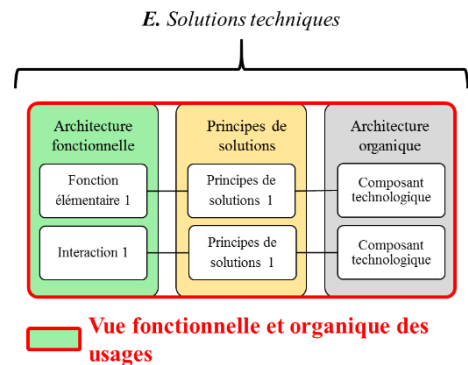 E. Solutions techniques
Architecture
fonctionnelle
Principes de
solutions
Architecture
organique
Fonction
élémentaire 1
Principes de
solutions 1
Composant
technologique
Interaction 1
Principes de
solutions 1
Composant
technologique
Vue fonctionnelle et organique des
usages